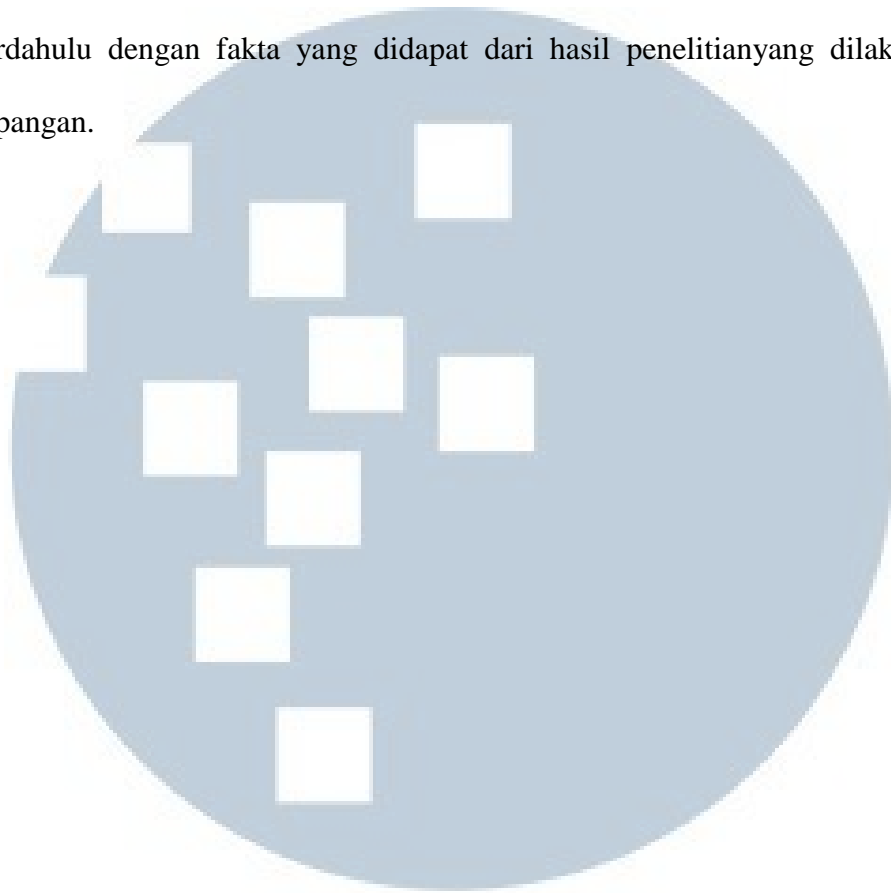 rdahulu dengan fakta yang didapat dari hasil penelitianyang dilak
pangan.